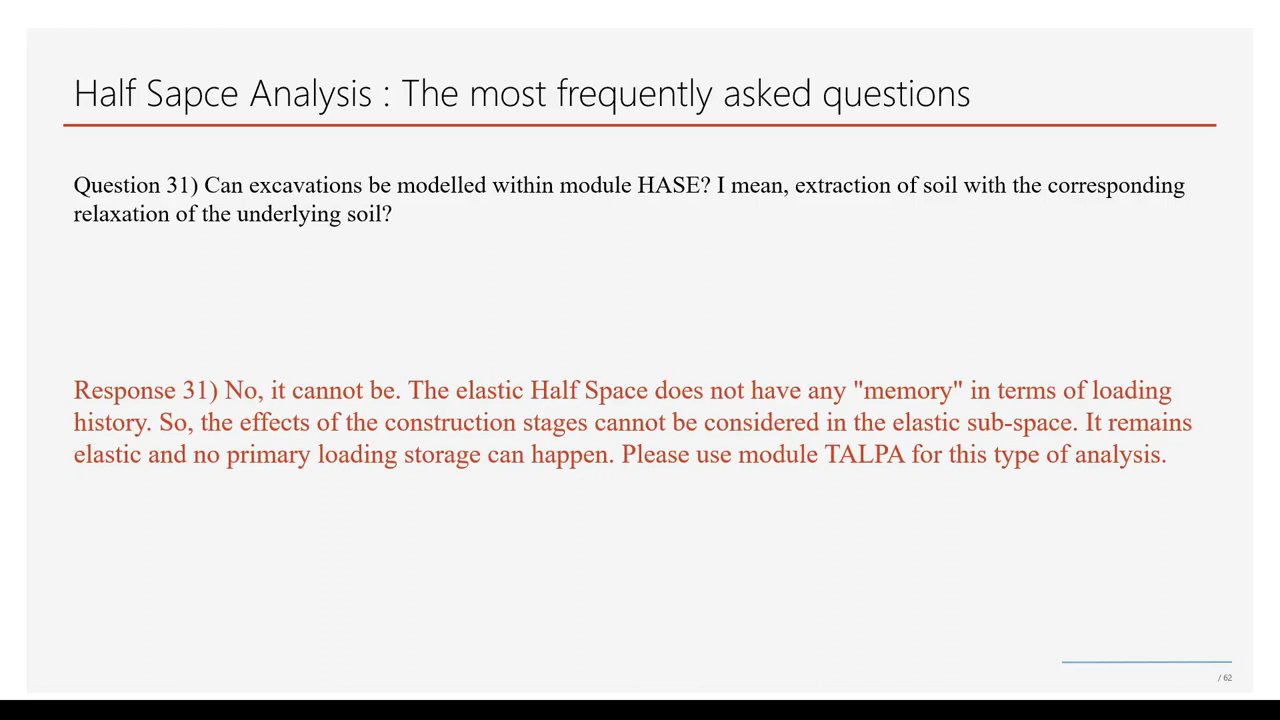 Half Sapce Analysis : The most frequently asked questions
Question 31) Can excavations be modelled within module HASE? I mean, extraction of soil with the corresponding
relaxation of the underlying soil?
Response 31) No, it cannot be. The elastic Half Space does not have any "memory" in terms of loading
history. So, the effects of the construction stages cannot be considered in the elastic sub-space. It remains
elastic and no primary loading storage can happen. Please use module TALPA for this type of analysis.
/ 62